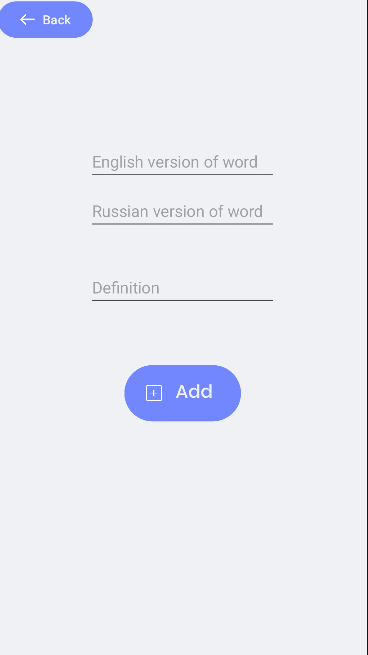 Back
English version of word
Russian version of word
Definition
Add